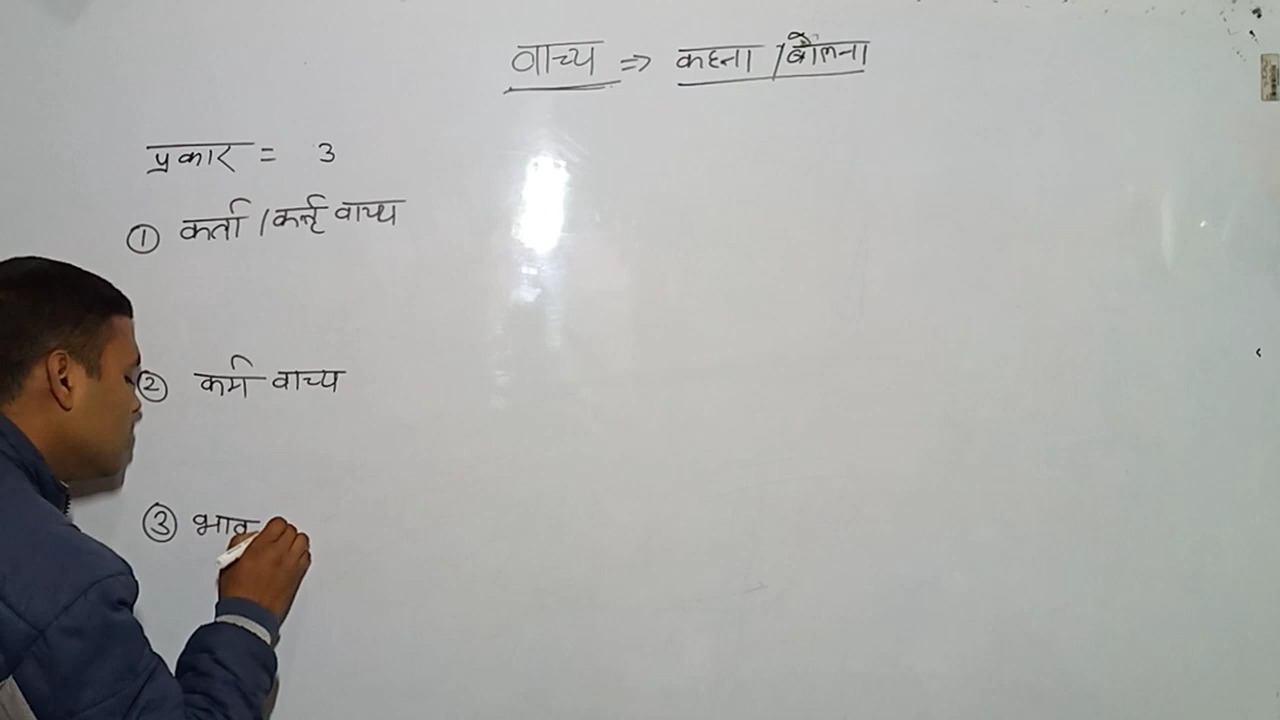 वाच्य => कहना / बोलना
प्रकार = 3
① कर्ता / कर्तृ वाच्य
② कर्म वाच्य
③ भाव